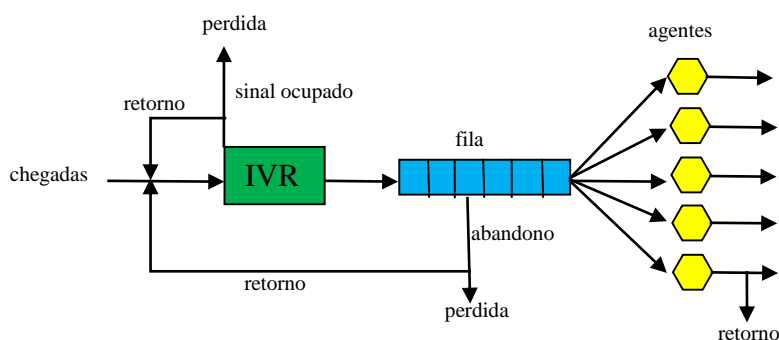 perdida
agentes
sinal ocupado
retorno
fila
chegadas
IVR
abandono
retorno
perdida
retorno